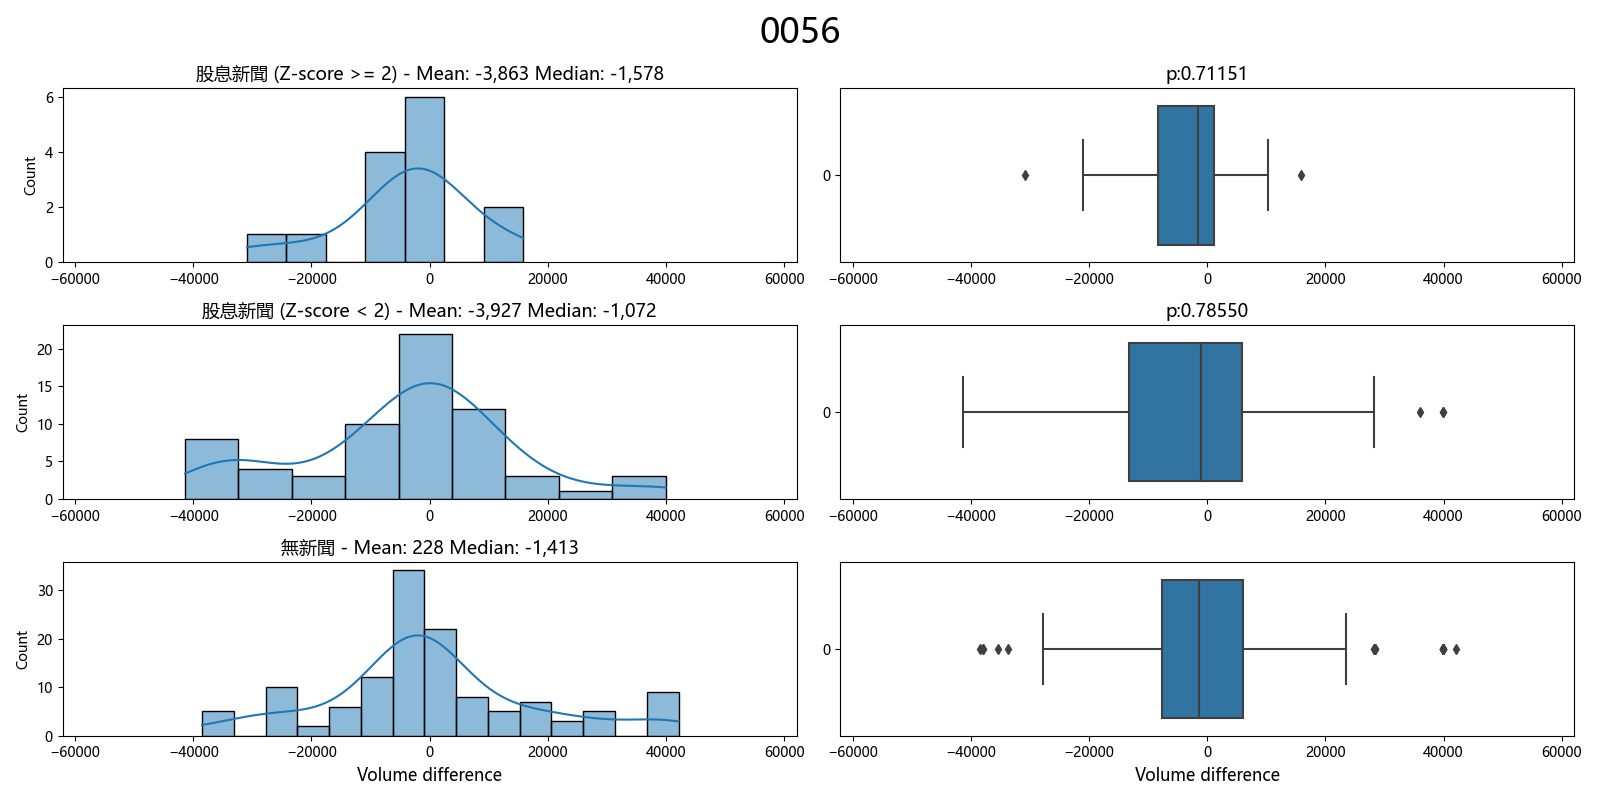 0056
股息新聞 (Z-score >= 2) - Mean: -3,863 Median: -1,578
Count
6
4
2
0
−60000 −40000 −20000 0 20000 40000 60000
p:0.71151
0
−60000 −40000 −20000 0 20000 40000 60000
股息新聞 (Z-score < 2) - Mean: -3,927 Median: -1,072
Count
20
15
10
5
0
−60000 −40000 −20000 0 20000 40000 60000
p:0.78550
0
−60000 −40000 −20000 0 20000 40000 60000
無新聞 - Mean: 228 Median: -1,413
Count
30
20
10
0
−60000 −40000 −20000 0 20000 40000 60000
Volume difference
0
−60000 −40000 −20000 0 20000 40000 60000
Volume difference